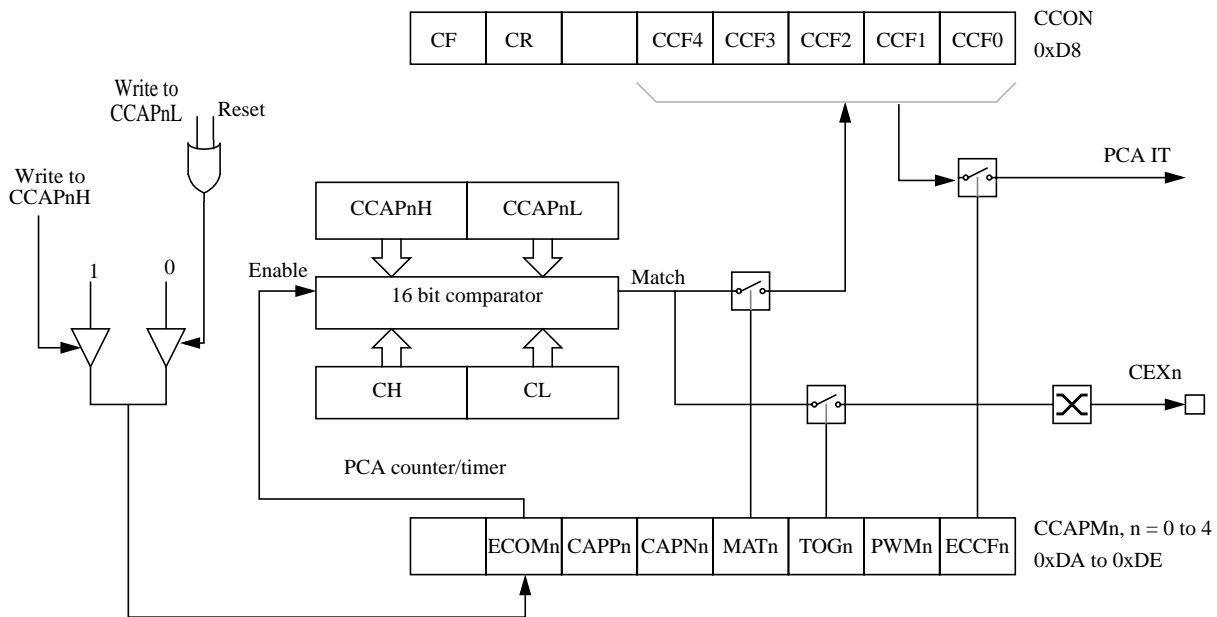 CF CR CCF4 CCF3 CCF2 CCF1 CCF0
CCON
0xD8
Write to
CCAPnL
Reset
Write to
CCAPnH
PCA IT
CCAPnH CCAPnL
1 0
Enable
16 bit comparator
Match
CH CL
CEXn
PCA counter/timer
ECOMn CAPPn CAPNn MATn TOGn PWMn ECCFn
CCAPMn, n = 0 to 4
0xDA to 0xDE